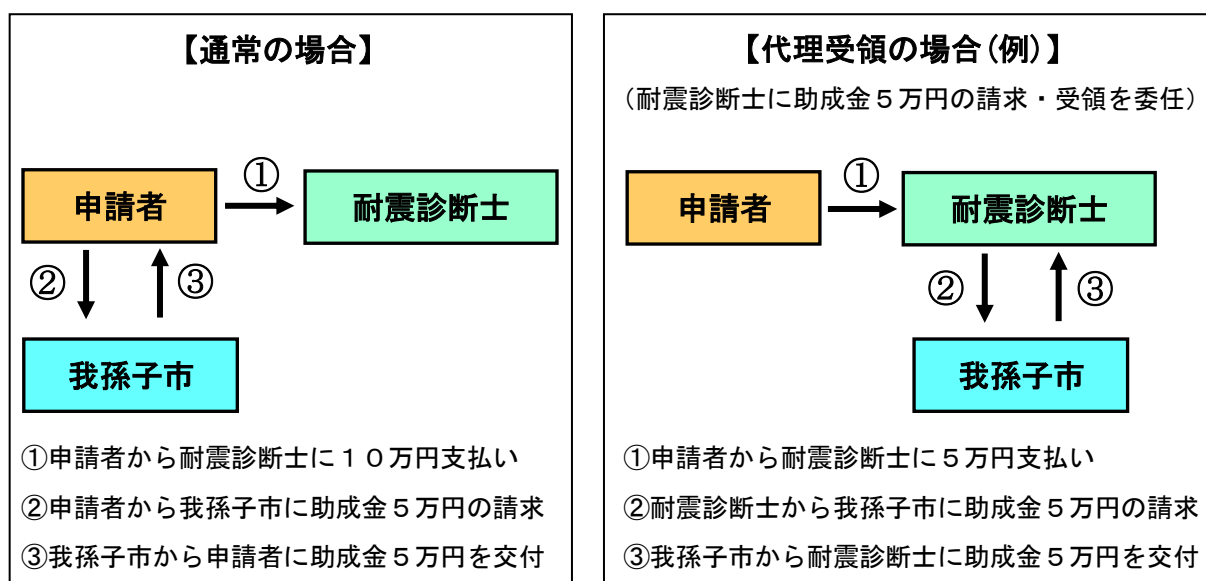 【通常の場合】
申請者
①
耐震診断士
②
③
我孫子市
①申請者から耐震診断士に１０万円支払い
②申請者から我孫子市に助成金５万円の請求
③我孫子市から申請者に助成金５万円を交付
【代理受領の場合(例)】
（耐震診断士に助成金５万円の請求・受領を委任）
申請者
①
耐震診断士
②
③
我孫子市
①申請者から耐震診断士に５万円支払い
②耐震診断士から我孫子市に助成金５万円の請求
③我孫子市から耐震診断士に助成金５万円を交付